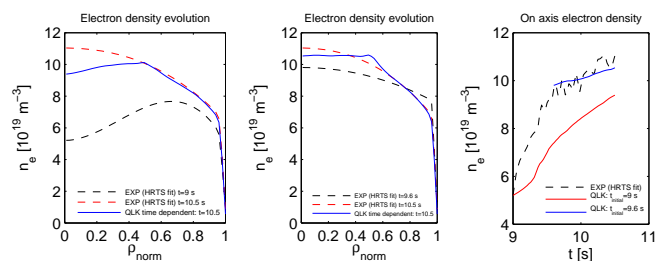 Electron density evolution
n_e [10^19 m^−3]
12
10
8
6
4
2
0
EXP (HRTS fit) t=9 s
EXP (HRTS fit) t=10.5 s
QLK time dependent: t=10.5
0 0.2 0.4 0.6 0.8 1
ρ_norm
Electron density evolution
n_e [10^19 m^−3]
12
10
8
6
4
2
0
EXP (HRTS fit) t=9.6 s
EXP (HRTS fit) t=10.5 s
QLK time dependent: t=10.5
0 0.2 0.4 0.6 0.8 1
ρ_norm
On axis electron density
n_e [10^19 m^−3]
12
10
8
6
4
EXP (HRTS fit)
QLK: t_initial=9 s
QLK: t_initial=9.6 s
9 10 11
t [s]